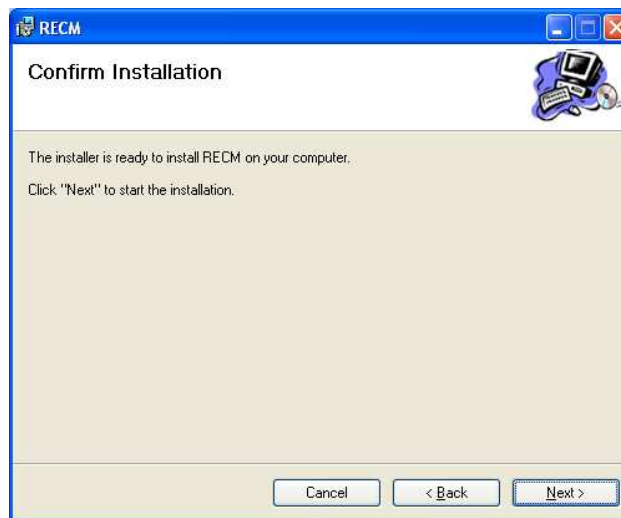 RECM
Confirm Installation
The installer is ready to install RECM on your computer.
Click "Next" to start the installation.
Cancel
< Back
Next >